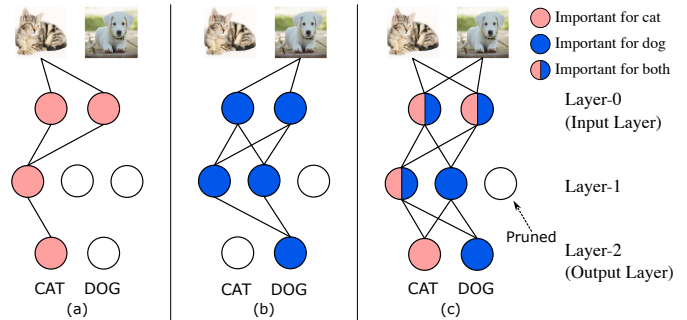 Important for cat
Important for dog
Important for both
Layer-0
(Input Layer)
Layer-1
Pruned
Layer-2
(Output Layer)
CAT DOG
CAT DOG
CAT DOG
(a)
(b)
(c)